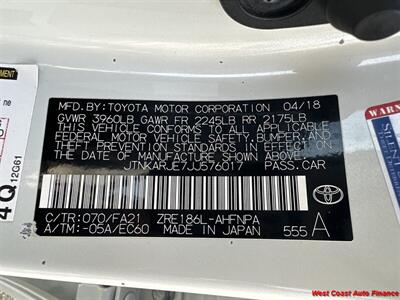 MFD.BY:TOYOTA MOTOR CORPORATION 04/18
GVWR 3960LB GAWR FR 2245LB RR 2175LB
THIS VEHICLE CONFORMS TO ALL APPLICABLE
FEDERAL MOTOR VEHICLE SAFETY, BUMPER, AND
THEFT PREVENTION STANDARDS IN EFFECT ON
THE DATE OF MANUFACTURE SHOWN ABOVE.
JTNKARJE7JJ576017 PASS.CAR
TOYOTA
C/TR:070/FA21 ZRE186L-AHFNPA
A/TM:-05A/EC60 MADE IN JAPAN 555 A
4Q
12G61
West Coast Auto Finance